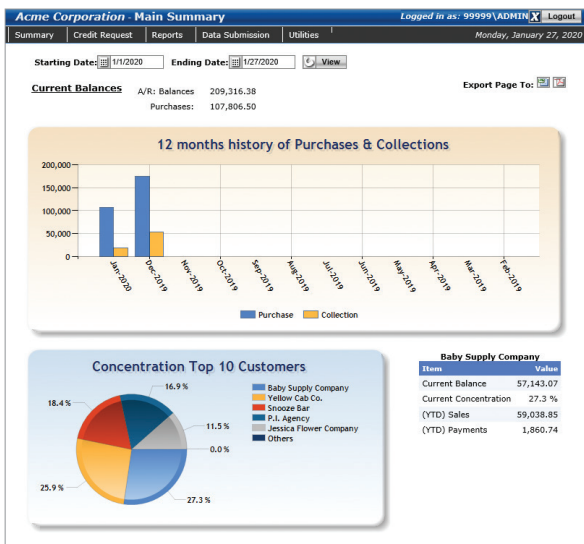 Acme Corporation - Main Summary
Logged in as: 99999\ADMIN X Logout
Summary Credit Request Reports Data Submission Utilities Monday, January 27, 2020
Starting Date: 1/1/2020 Ending Date: 1/27/2020 View
Current Balances A/R: Balances 209,316.38
Purchases: 107,806.50
Export Page To:
12 months history of Purchases & Collections
200,000
150,000
100,000
50,000
0
Jan-2020 Dec-2019 Nov-2019 Oct-2019 Sep-2019 Aug-2019 Jul-2019 Jun-2019 May-2019 Apr-2019 Mar-2019 Feb-2019
Purchase Collection
Concentration Top 10 Customers
16.9 %
18.4 %
11.5 %
0.0 %
25.9 %
27.3 %
Baby Supply Company
Yellow Cab Co.
Snooze Bar
P.I. Agency
Jessica Flower Company
Others
Baby Supply Company
Item Value
Current Balance 57,143.07
Current Concentration 27.3 %
(YTD) Sales 59,038.85
(YTD) Payments 1,860.74